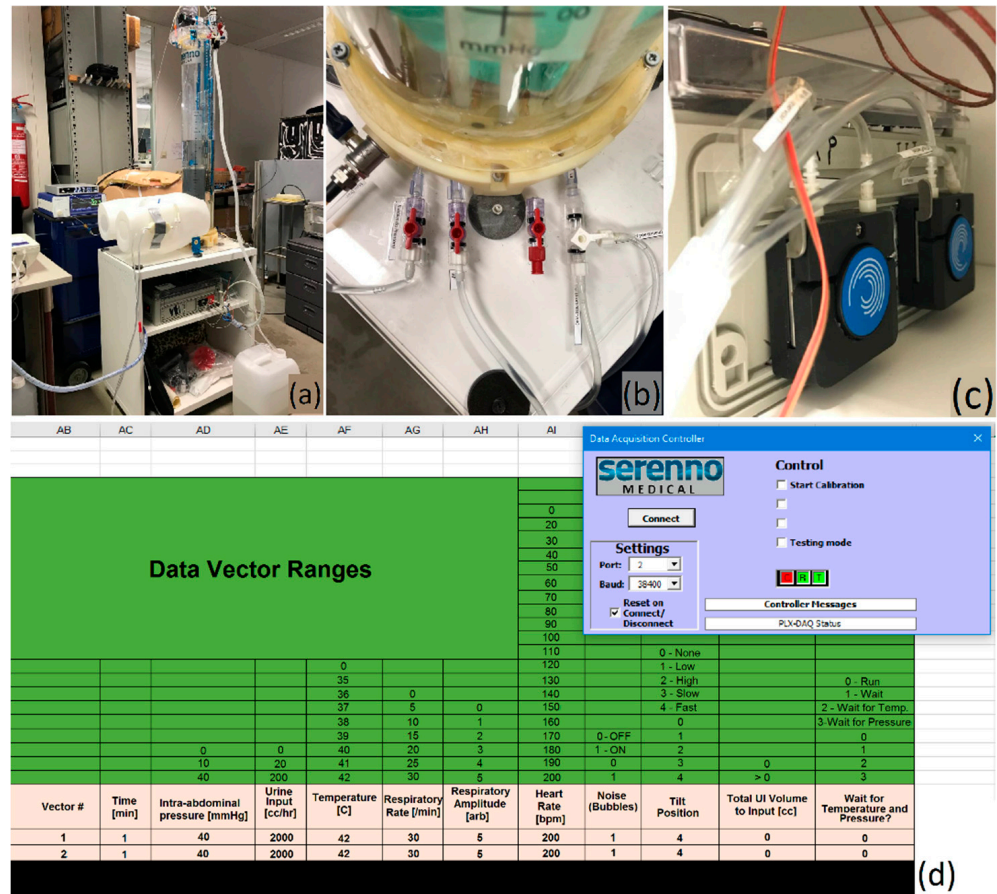 serenno
mmHg
(a)
(b)
(c)
AB AC AD AE AF AG AH AI
Data Acquisition Controller
serenno
MEDICAL
Connect
Settings
Port: 2
Baud: 38400
Reset on
Connect/
Disconnect
Control
Start Calibration
Testing mode
R T
Controller Messages
PLX-DAQ Status
Data Vector Ranges
0
20
30
40
50
60
70
80
90
100
110 0 - None
0 120 1 - Low
35 130 2 - High 0 - Run
36 0 140 3 - Slow 1 - Wait
37 5 0 150 4 - Fast 2 - Wait for Temp.
38 10 1 160 0 3-Wait for Pressure
39 15 2 170 0- OFF 1 0
0 0 40 20 3 180 1 - ON 2 1
10 20 41 25 4 190 0 3 0 2
40 200 42 30 5 200 1 4 > 0 3
Vector # Time [min] Intra-abdominal pressure [mmHg] Urine Input [cc/hr] Temperature [C] Respiratory Rate [/min] Respiratory Amplitude [arb] Heart Rate [bpm] Noise (Bubbles) Tilt Position Total UI Volume to Input [cc] Wait for Temperature and Pressure?
1 1 40 2000 42 30 5 200 1 4 0 0
2 1 40 2000 42 30 5 200 1 4 0 0
(d)